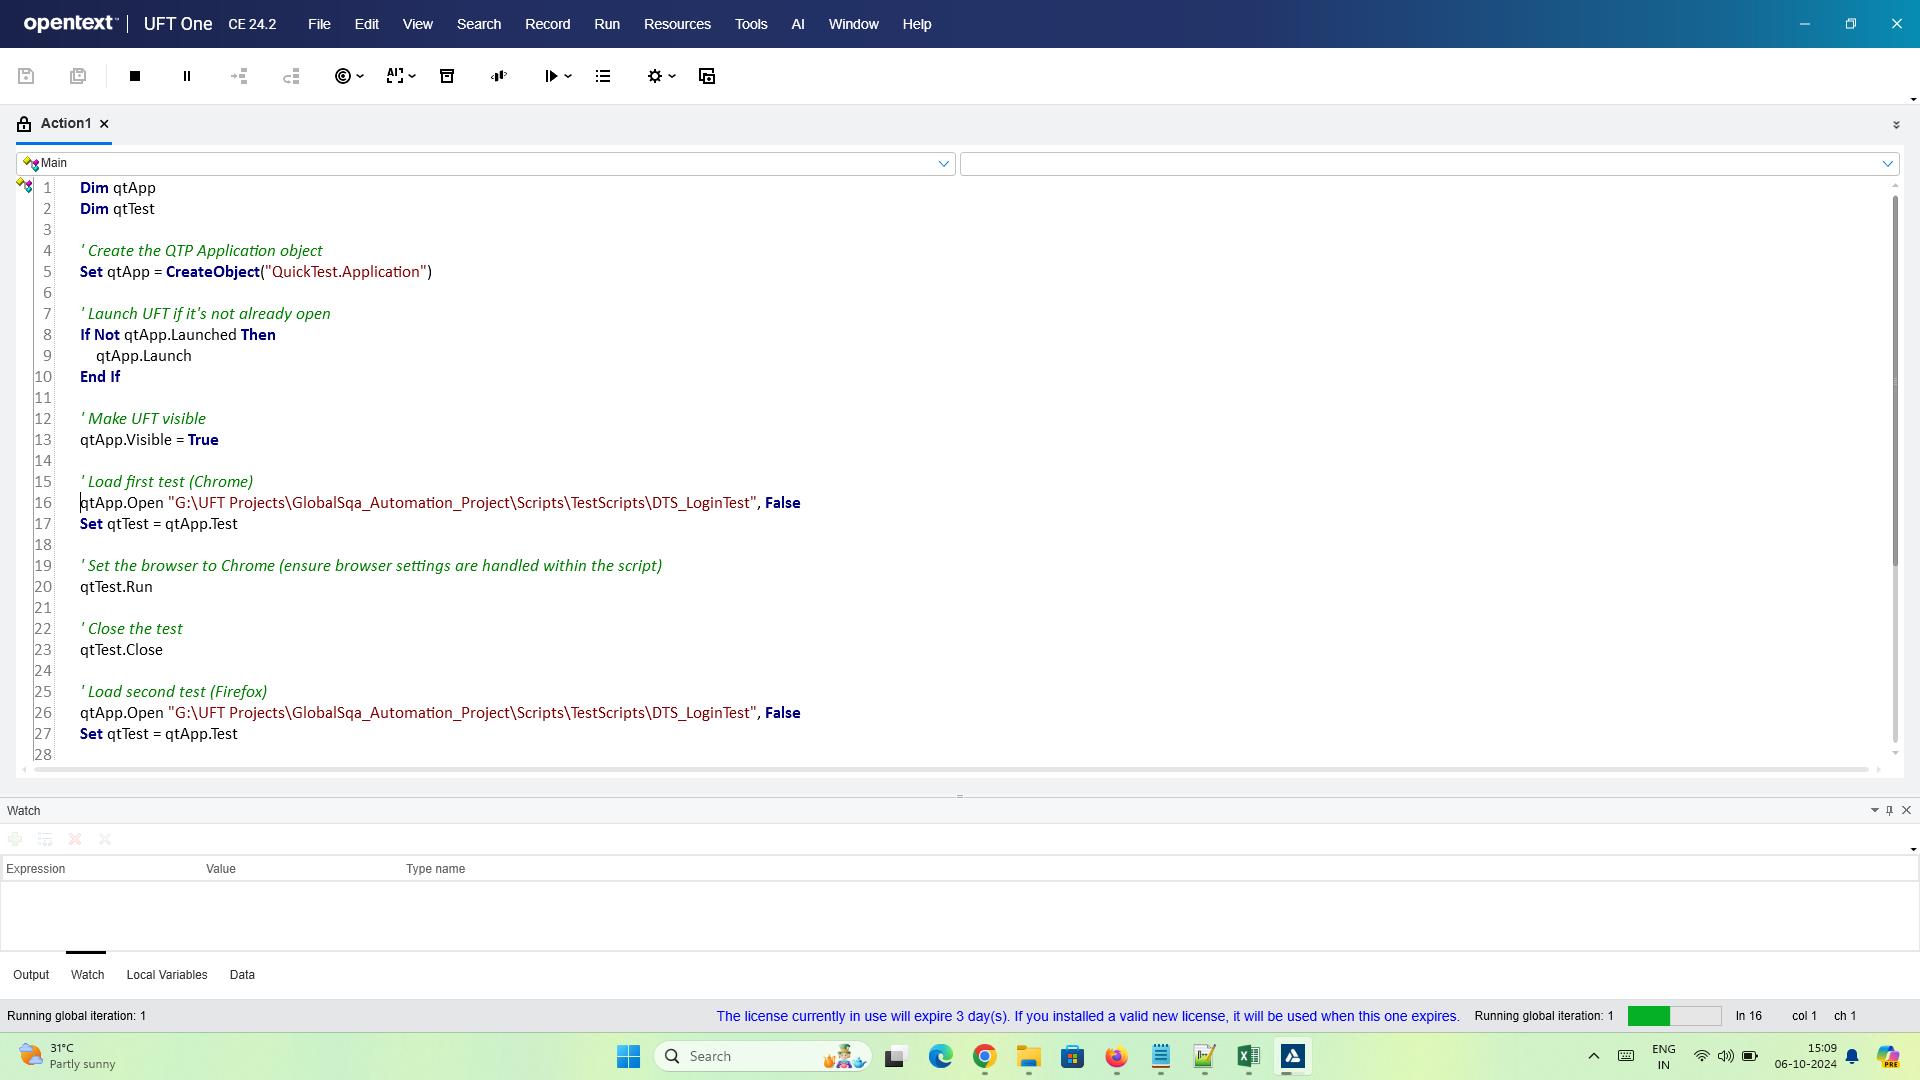 opentext™ | UFT One CE 24.2 File Edit View Search Record Run Resources Tools AI Window Help
Action1
Main
1 Dim qtApp
2 Dim qtTest
3
4 ' Create the QTP Application object
5 Set qtApp = CreateObject("QuickTest.Application")
6
7 ' Launch UFT if it's not already open
8 If Not qtApp.Launched Then
9 qtApp.Launch
10 End If
11
12 ' Make UFT visible
13 qtApp.Visible = True
14
15 ' Load first test (Chrome)
16 qtApp.Open "G:\UFT Projects\GlobalSqa_Automation_Project\Scripts\TestScripts\DTS_LoginTest", False
17 Set qtTest = qtApp.Test
18
19 ' Set the browser to Chrome (ensure browser settings are handled within the script)
20 qtTest.Run
21
22 ' Close the test
23 qtTest.Close
24
25 ' Load second test (Firefox)
26 qtApp.Open "G:\UFT Projects\GlobalSqa_Automation_Project\Scripts\TestScripts\DTS_LoginTest", False
27 Set qtTest = qtApp.Test
28
Watch
Expression Value Type name
Output Watch Local Variables Data
Running global iteration: 1 The license currently in use will expire 3 day(s). If you installed a valid new license, it will be used when this one expires. Running global iteration: 1 ln 16 col 1 ch 1
31°C
Partly sunny
Search
ENG
IN
15:09
06-10-2024
PRE